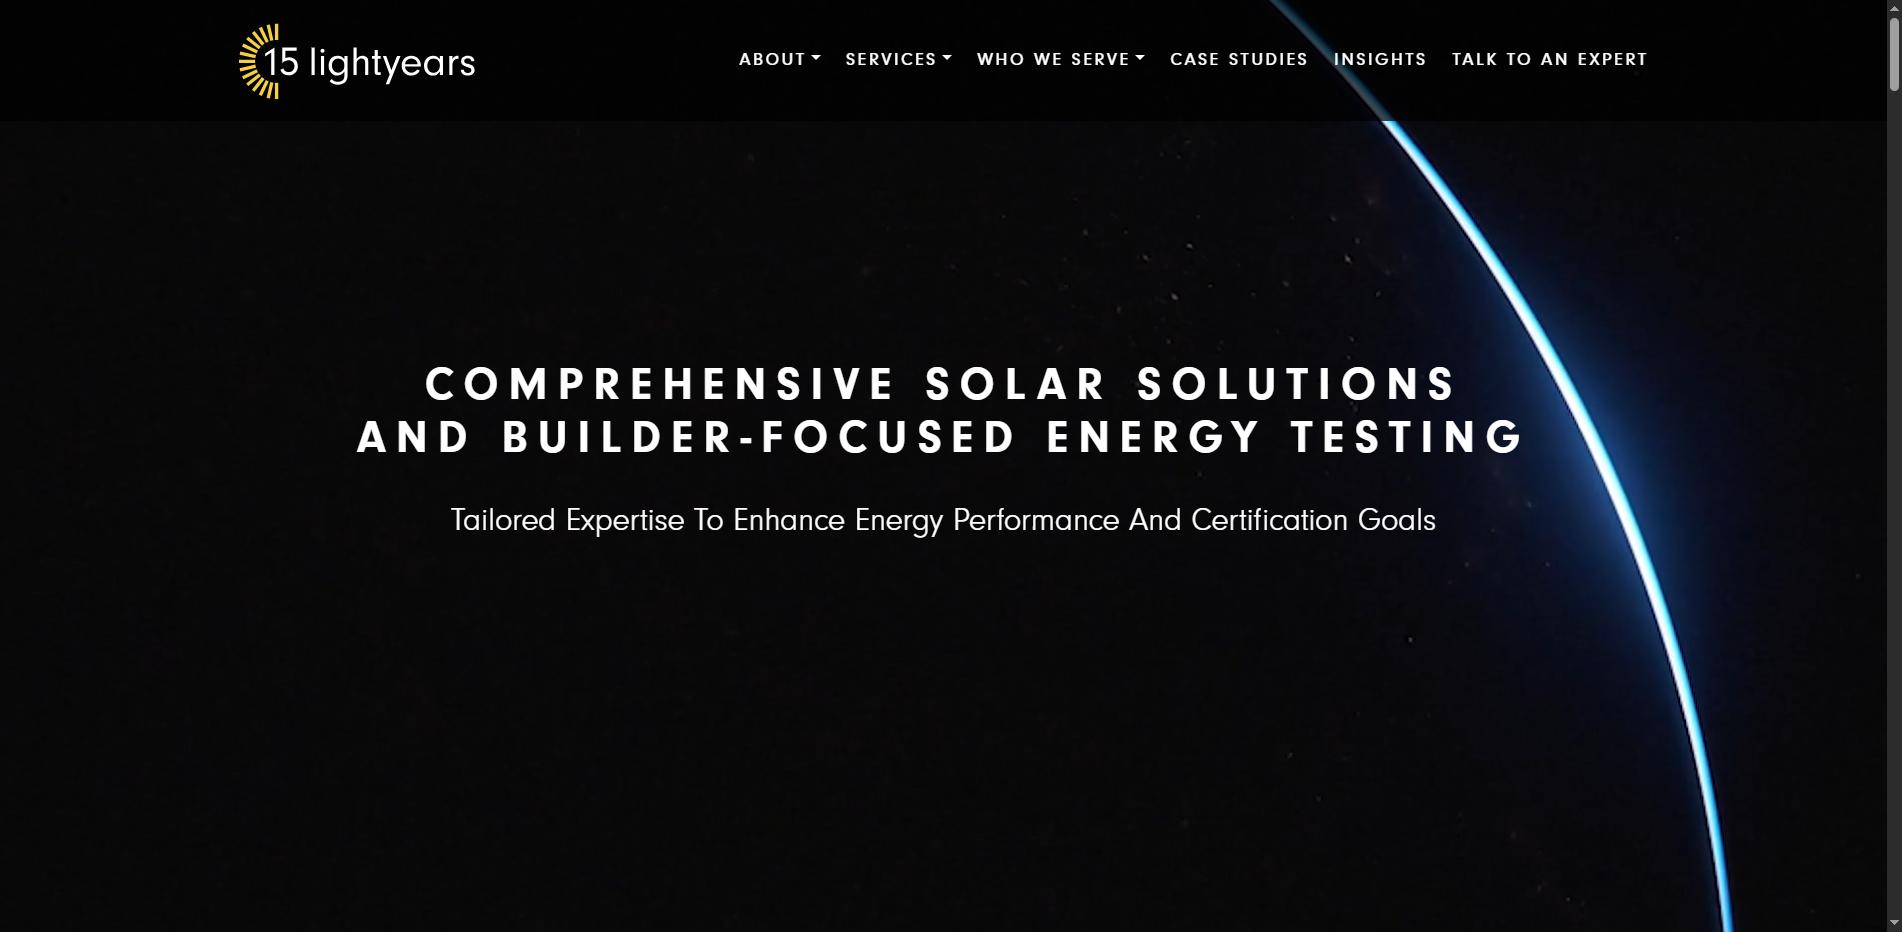 15 lightyears
ABOUT SERVICES WHO WE SERVE CASE STUDIES INSIGHTS TALK TO AN EXPERT
COMPREHENSIVE SOLAR SOLUTIONS
AND BUILDER-FOCUSED ENERGY TESTING
Tailored Expertise To Enhance Energy Performance And Certification Goals